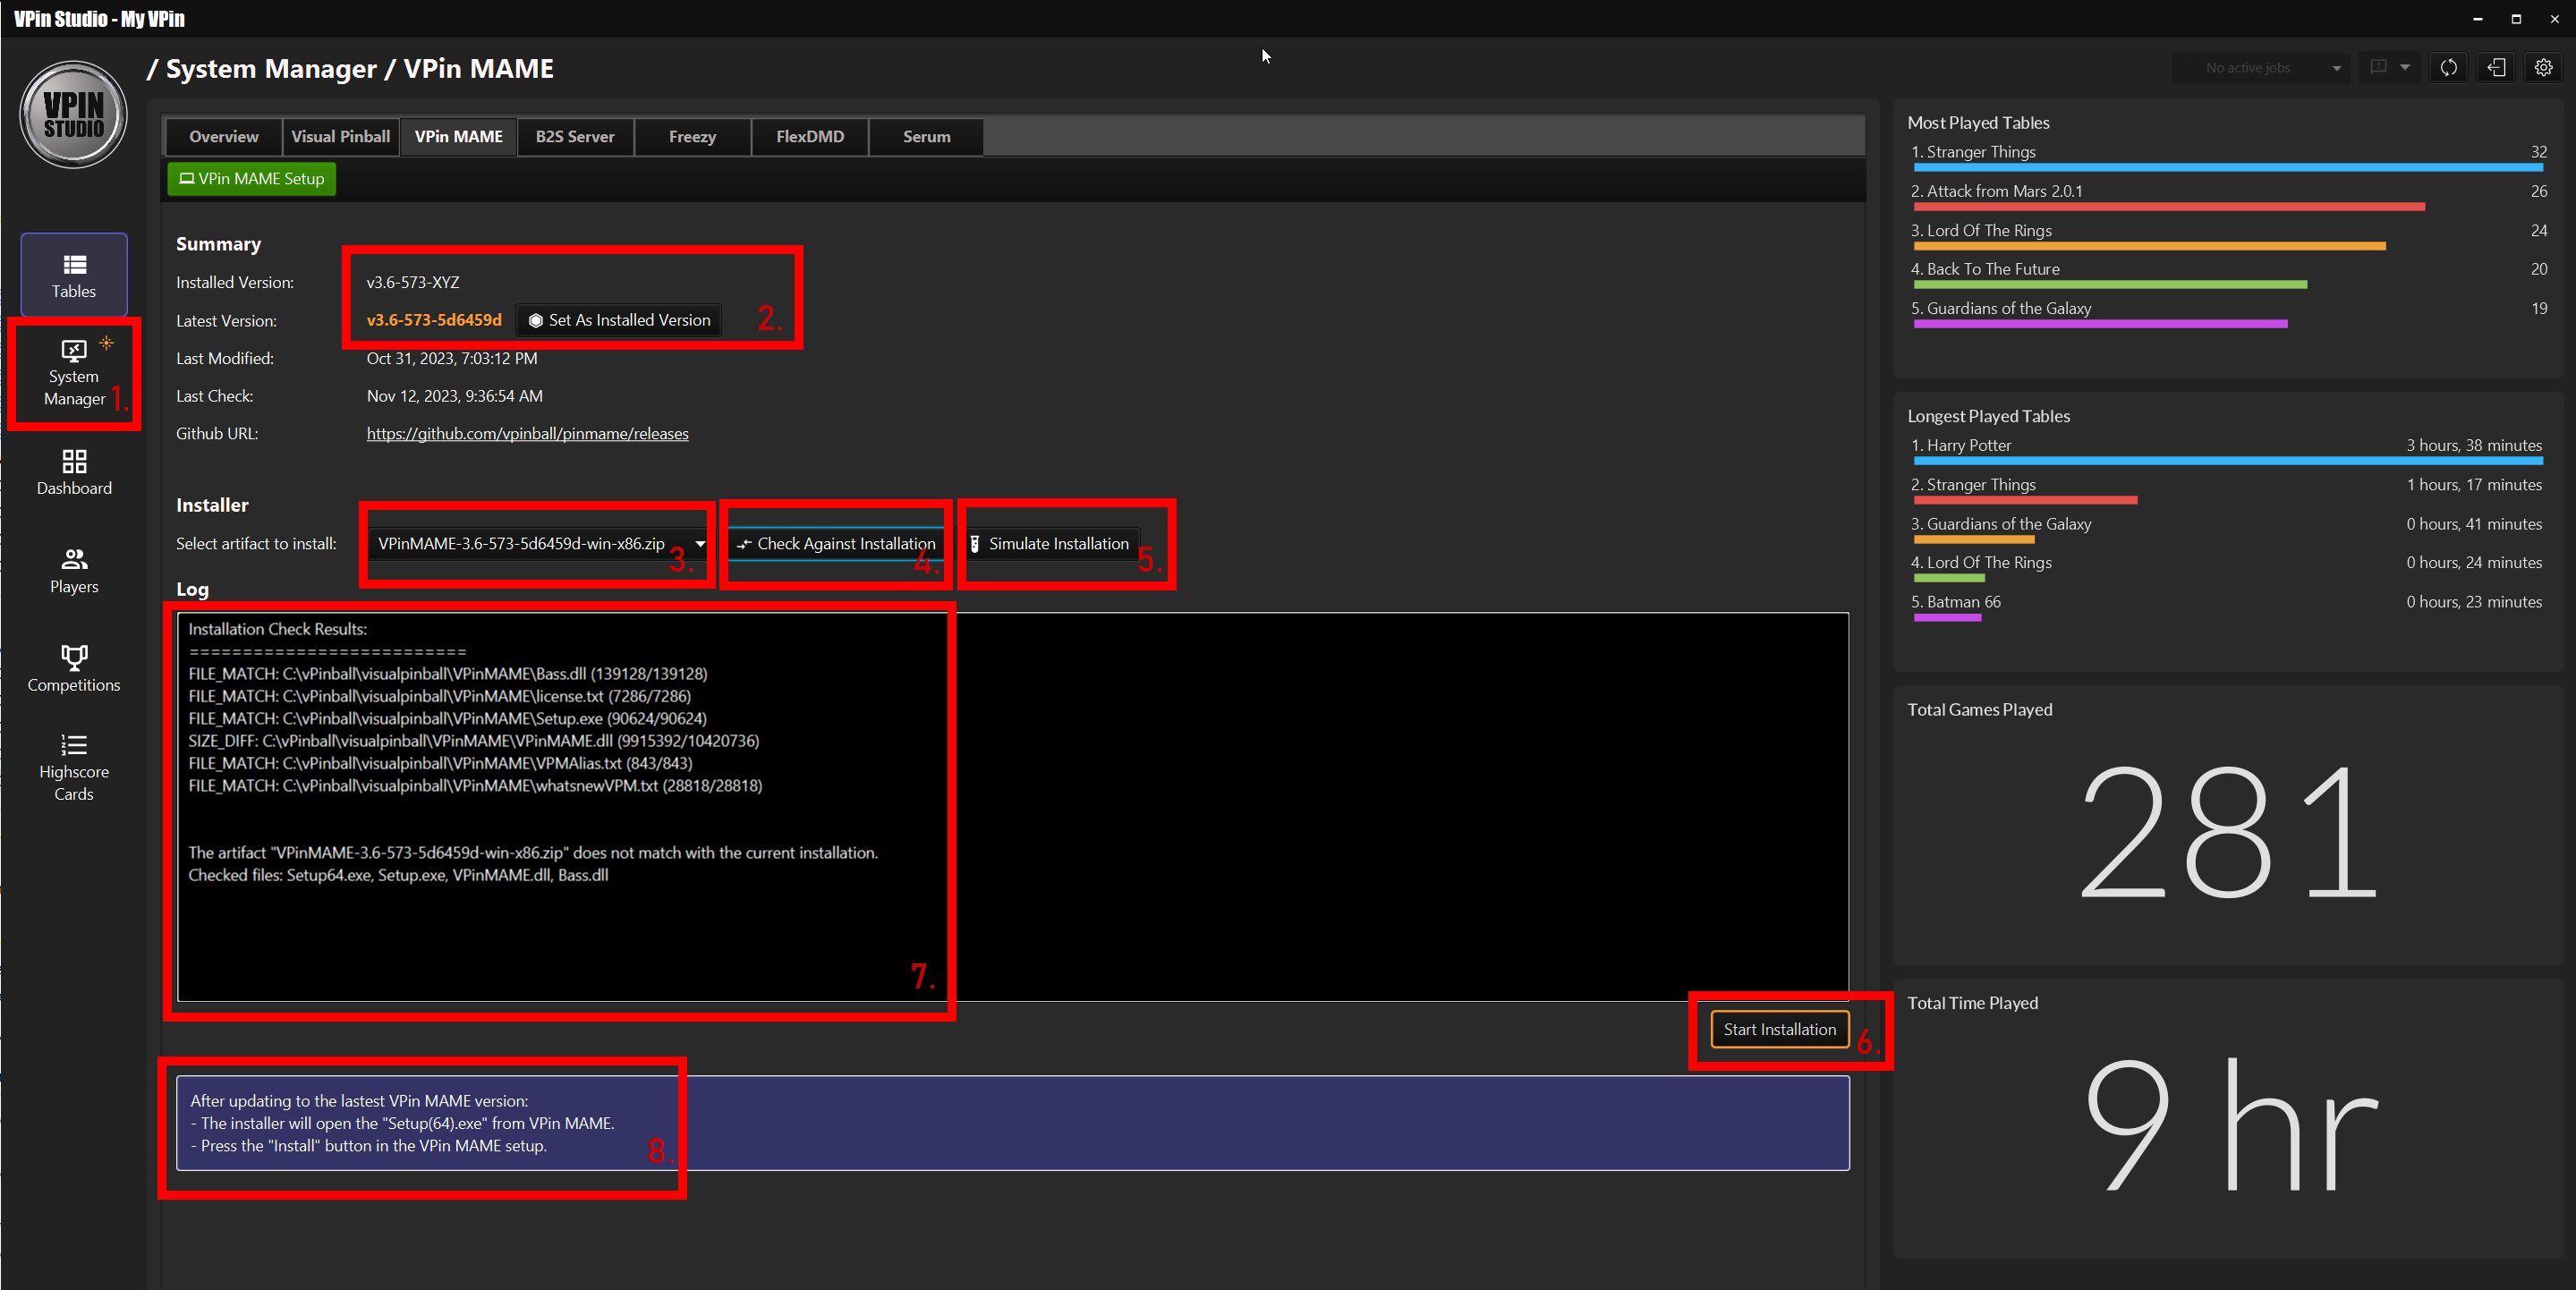 VPin Studio - My VPin
VPIN
STUDIO
/ System Manager / VPin MAME
No active jobs
Tables
System
Manager
1.
Dashboard
Players
Competitions
Highscore
Cards
Overview
Visual Pinball
VPin MAME
B2S Server
Freezy
FlexDMD
Serum
VPin MAME Setup
Summary
Installed Version: v3.6-573-XYZ
Latest Version: v3.6-573-5d6459d Set As Installed Version 2.
Last Modified: Oct 31, 2023, 7:03:12 PM
Last Check: Nov 12, 2023, 9:36:54 AM
Github URL: https://github.com/vpinball/pinmame/releases
Installer
Select artifact to install: VPinMAME-3.6-573-5d6459d-win-x86.zip 3. Check Against Installation 4. Simulate Installation 5.
Log
Installation Check Results:
==========================
FILE_MATCH: C:\vPinball\visualpinball\VPinMAME\Bass.dll (139128/139128)
FILE_MATCH: C:\vPinball\visualpinball\VPinMAME\license.txt (7286/7286)
FILE_MATCH: C:\vPinball\visualpinball\VPinMAME\Setup.exe (90624/90624)
SIZE_DIFF: C:\vPinball\visualpinball\VPinMAME\VPinMAME.dll (9915392/10420736)
FILE_MATCH: C:\vPinball\visualpinball\VPinMAME\VPMAlias.txt (843/843)
FILE_MATCH: C:\vPinball\visualpinball\VPinMAME\whatsnewVPM.txt (28818/28818)
The artifact "VPinMAME-3.6-573-5d6459d-win-x86.zip" does not match with the current installation.
Checked files: Setup64.exe, Setup.exe, VPinMAME.dll, Bass.dll
7.
Start Installation 6.
After updating to the lastest VPin MAME version:
- The installer will open the "Setup(64).exe" from VPin MAME.
- Press the "Install" button in the VPin MAME setup.
8.
Most Played Tables
1. Stranger Things 32
2. Attack from Mars 2.0.1 26
3. Lord Of The Rings 24
4. Back To The Future 20
5. Guardians of the Galaxy 19
Longest Played Tables
1. Harry Potter 3 hours, 38 minutes
2. Stranger Things 1 hours, 17 minutes
3. Guardians of the Galaxy 0 hours, 41 minutes
4. Lord Of The Rings 0 hours, 24 minutes
5. Batman 66 0 hours, 23 minutes
Total Games Played
281
Total Time Played
9 hr